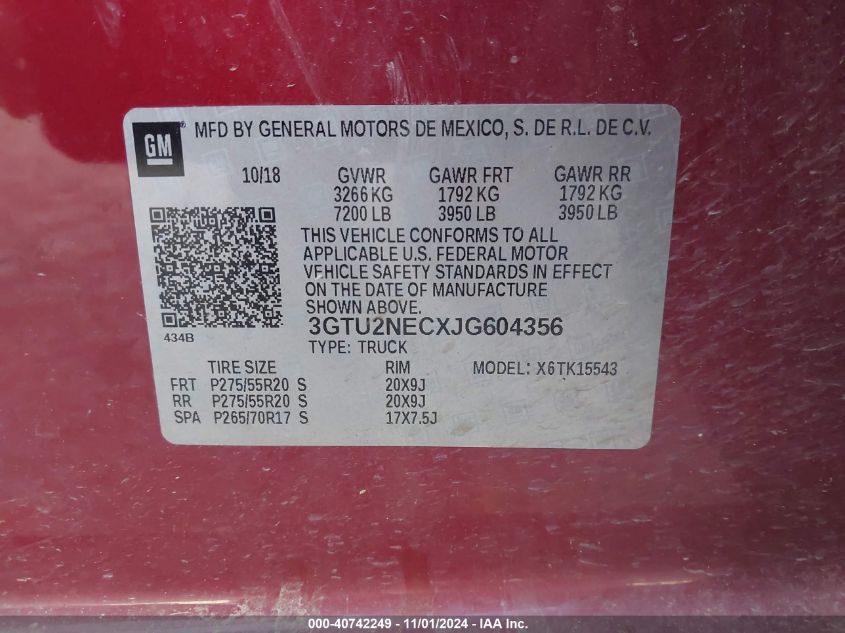 GM ® MFD BY GENERAL MOTORS DE MEXICO, S. DE R.L. DE C.V.
10/18 GVWR GAWR FRT GAWR RR
3266 KG 1792 KG 1792 KG
7200 LB 3950 LB 3950 LB
THIS VEHICLE CONFORMS TO ALL
APPLICABLE U.S. FEDERAL MOTOR
VEHICLE SAFETY STANDARDS IN EFFECT
ON THE DATE OF MANUFACTURE
SHOWN ABOVE.
3GTU2NECXJG604356
434B
TYPE: TRUCK
TIRE SIZE RIM MODEL: X6TK15543
FRT P275/55R20 S 20X9J
RR P275/55R20 S 20X9J
SPA P265/70R17 S 17X7.5J
000-40742249 - 11/01/2024 - IAAI.com